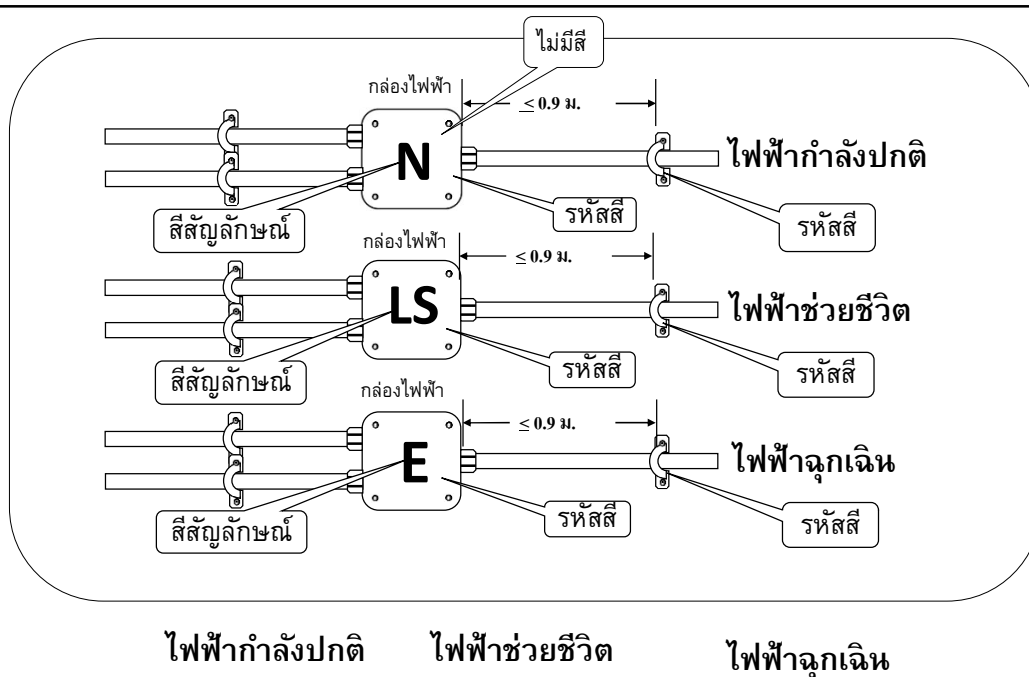 ไม่มีสี
กล่องไฟฟ้า
≤ 0.9 ม.
N
ไฟฟ้ากำลังปกติ
สีสัญลักษณ์
รหัสสี
รหัสสี
กล่องไฟฟ้า
≤ 0.9 ม.
LS
ไฟฟ้าช่วยชีวิต
สีสัญลักษณ์
รหัสสี
รหัสสี
กล่องไฟฟ้า
≤ 0.9 ม.
E
ไฟฟ้าฉุกเฉิน
สีสัญลักษณ์
รหัสสี
รหัสสี
ไฟฟ้ากำลังปกติ ไฟฟ้าช่วยชีวิต ไฟฟ้าฉุกเฉิน